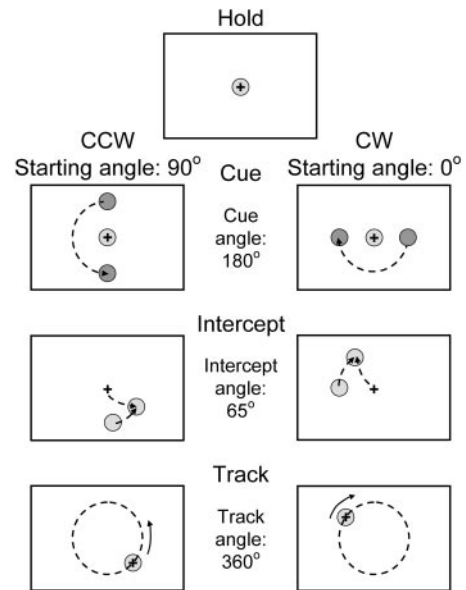 Hold
CCW
Starting angle: 90°
CW
Starting angle: 0°
Cue
Cue
angle:
180°
Intercept
Intercept
angle:
65°
Track
Track
angle:
360°